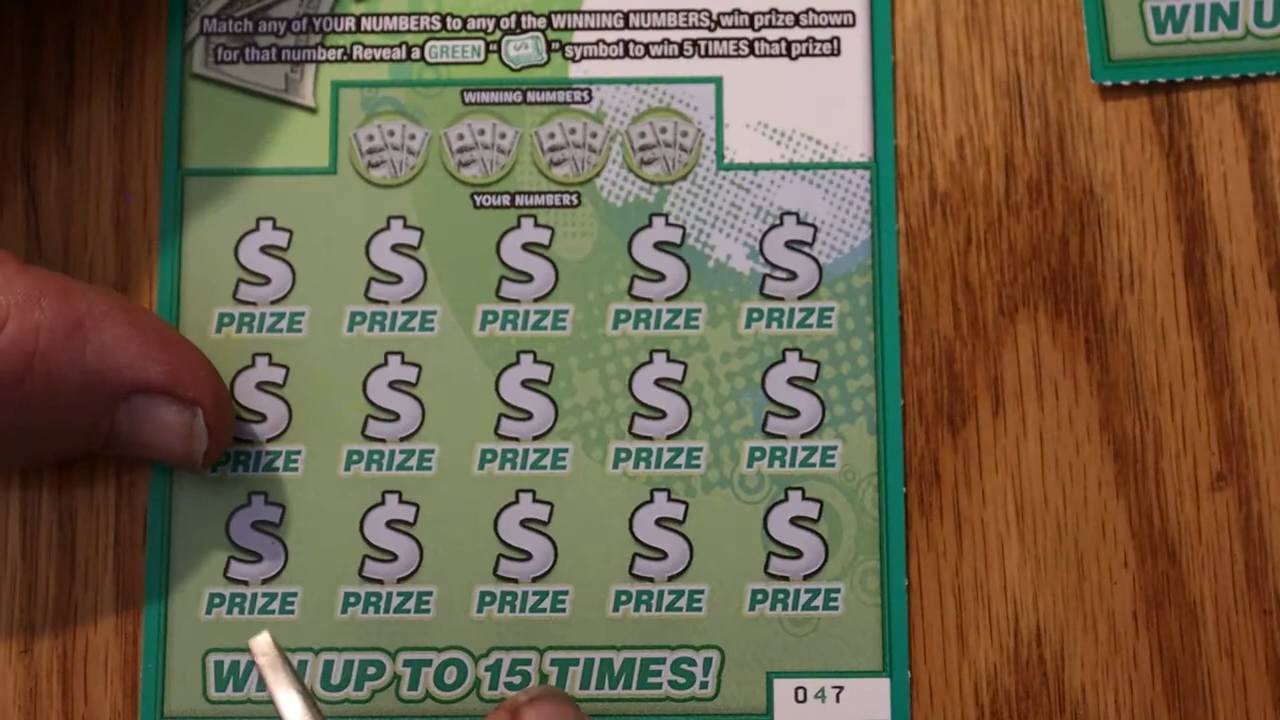 Match any of YOUR NUMBERS to any of the WINNING NUMBERS, win prize shown
for that number. Reveal a GREEN "$" symbol to win 5 TIMES that prize!
WIN U
WINNING NUMBERS
YOUR NUMBERS
$ $ $ $ $
PRIZE PRIZE PRIZE PRIZE PRIZE
$ $ $ $ $
PRIZE PRIZE PRIZE PRIZE PRIZE
$ $ $ $ $
PRIZE PRIZE PRIZE PRIZE PRIZE
WIN UP TO 15 TIMES!
047